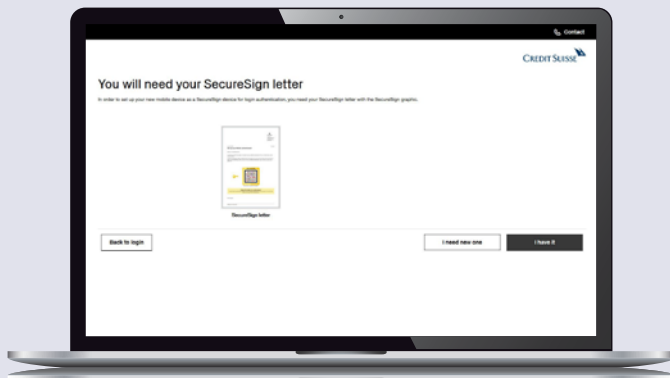 Contact
CREDIT SUISSE
You will need your SecureSign letter
In order to set up your new mobile device as a SecureSign device for login authentication, you need your SecureSign letter with the SecureSign graphic.
SecureSign letter
Back to login
I need new one
I have it